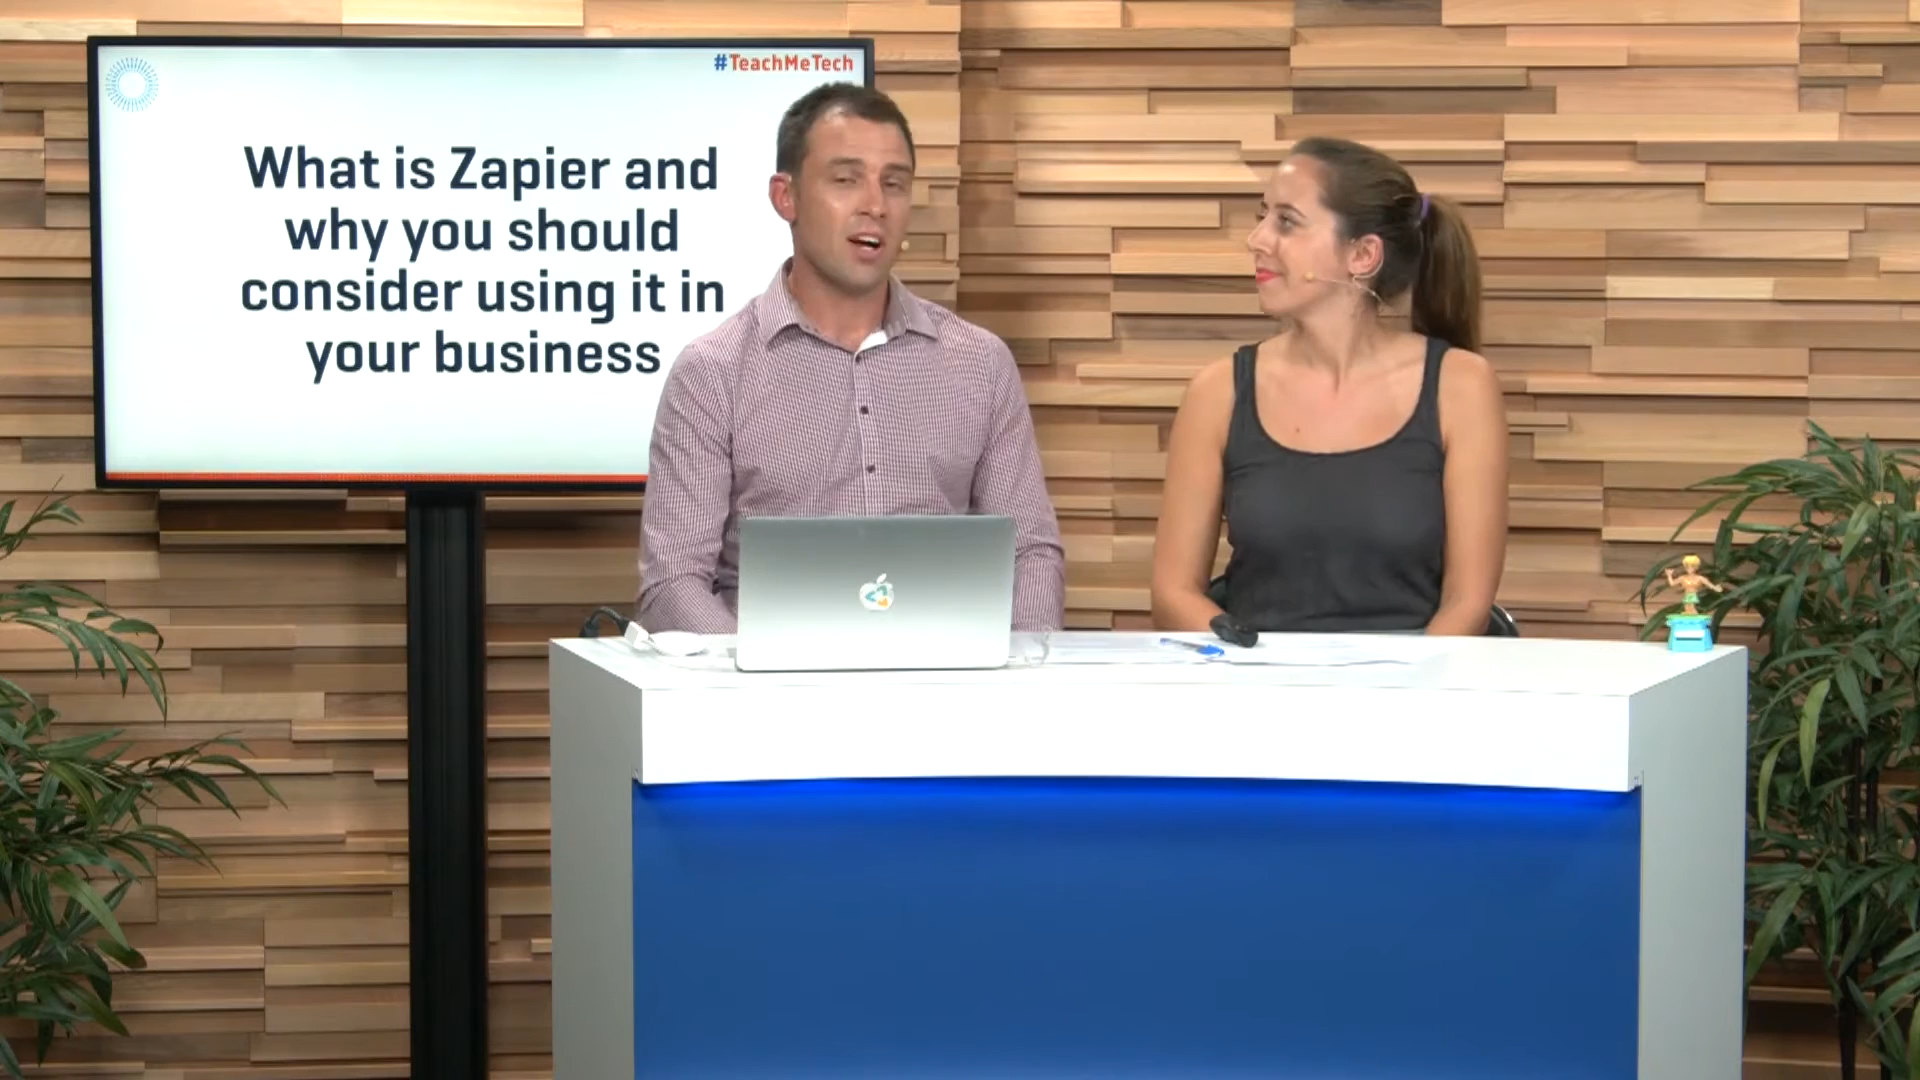 #TeachMeTech
What is Zapier and
why you should
consider using it in
your business